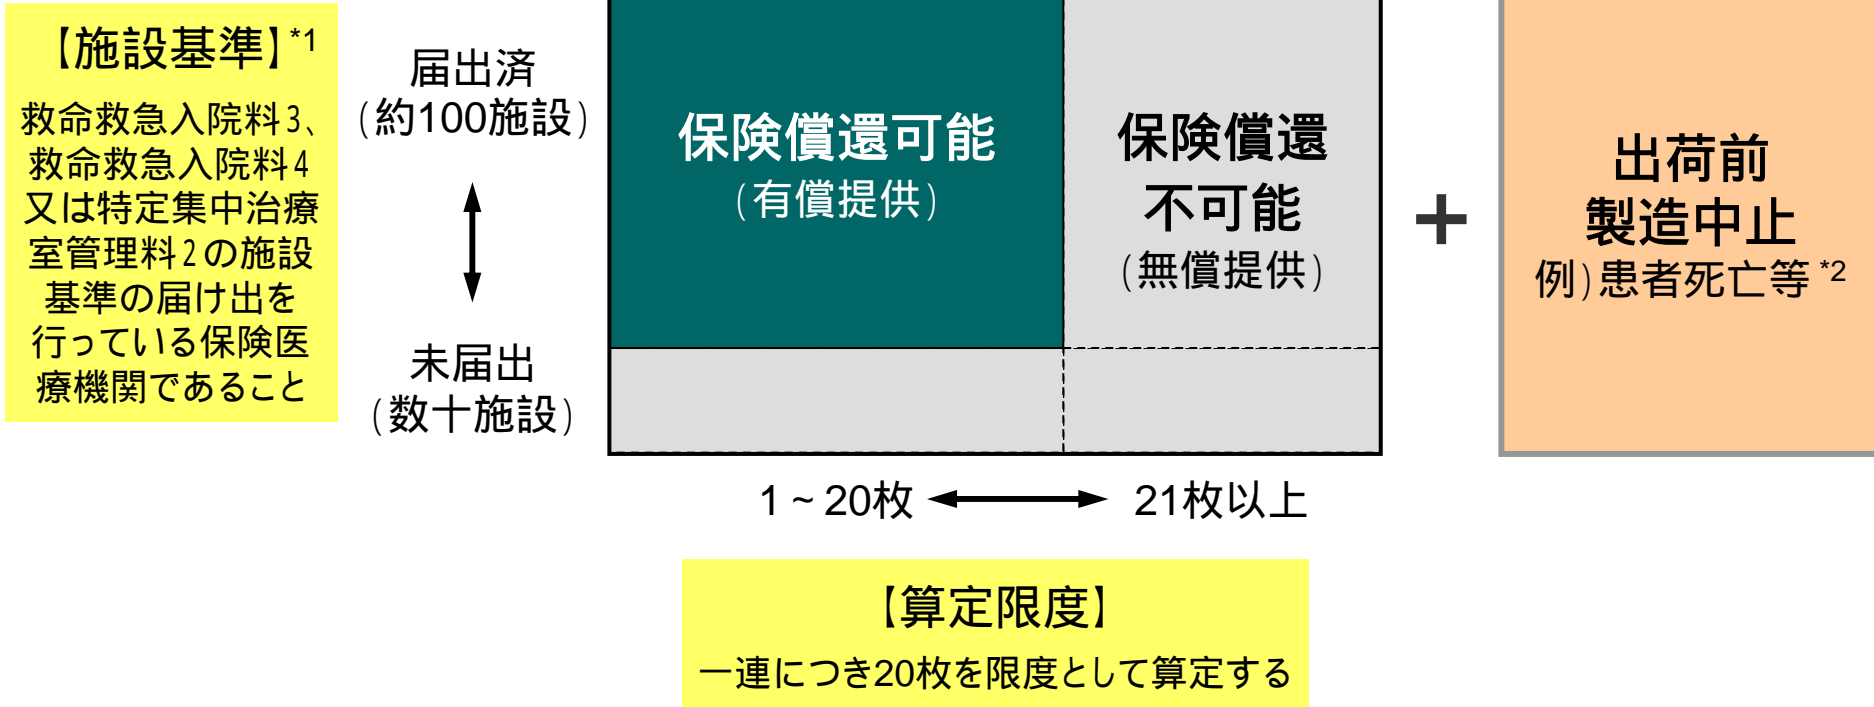 【施設基準】*1
救命救急入院料3、
救命救急入院料4
又は特定集中治療
室管理料2の施設
基準の届け出を
行っている保険医
療機関であること
届出済
(約100施設)
未届出
(数十施設)
保険償還可能
(有償提供)
保険償還
不可能
(無償提供)
+
出荷前
製造中止
例)患者死亡等*2
1~20枚
21枚以上
【算定限度】
一連につき20枚を限度として算定する